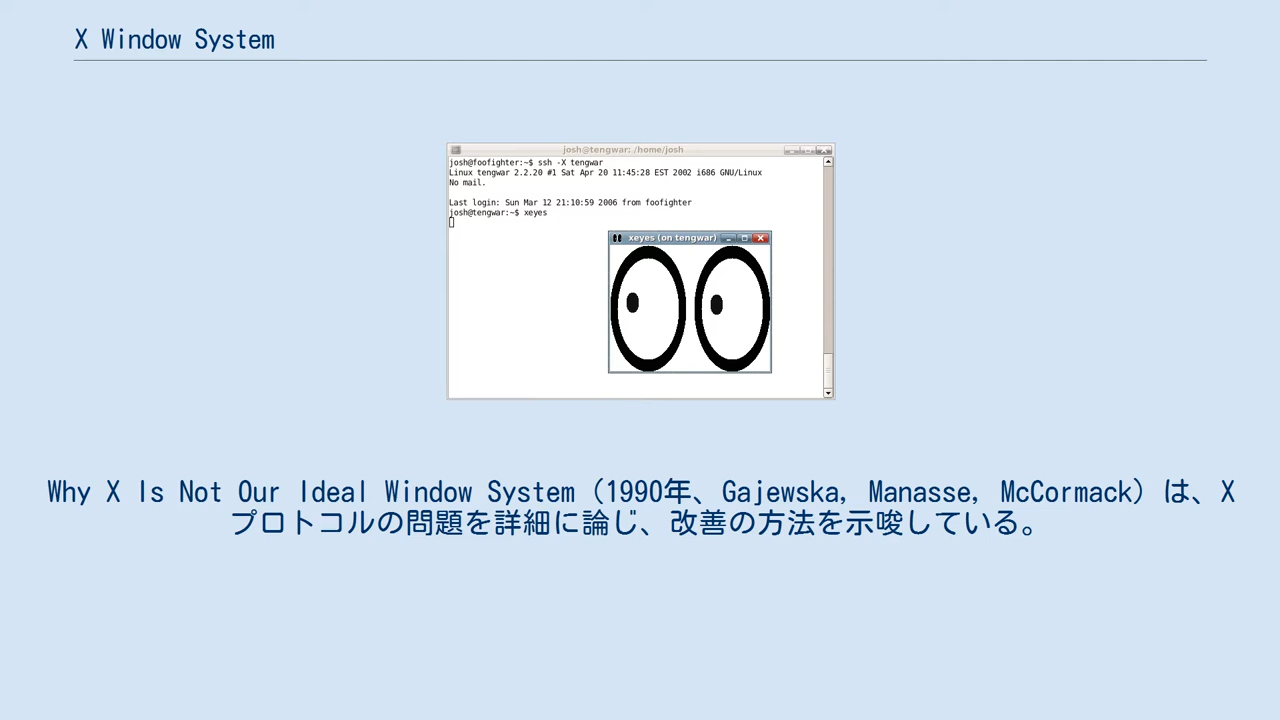 X Window System
josh@tengwar: /home/josh
josh@foofighter:~$ ssh -X tengwar
Linux tengwar 2.2.20 #1 Sat Apr 20 11:45:28 EST 2002 i686 GNU/Linux
No mail.
Last login: Sun Mar 12 21:10:59 2006 from foofighter
josh@tengwar:~$ xeyes
xeyes (on tengwar)
Why X Is Not Our Ideal Window System (1990年、Gajewska, Manasse, McCormack) は、X
プロトコルの問題を詳細に論じ、改善の方法を示唆している。